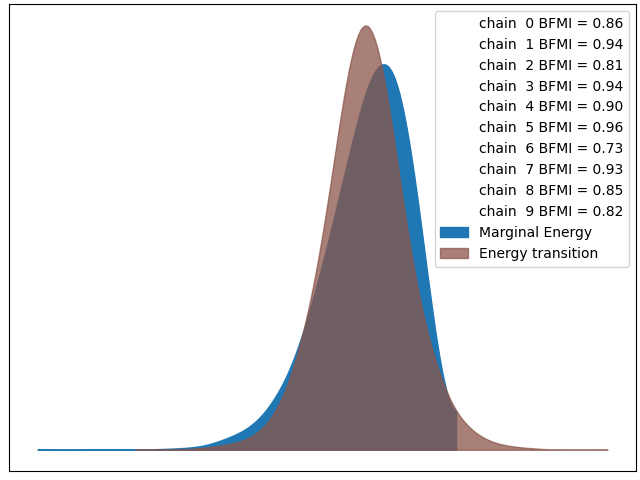 chain  0 BFMI = 0.86
chain  1 BFMI = 0.94
chain  2 BFMI = 0.81
chain  3 BFMI = 0.94
chain  4 BFMI = 0.90
chain  5 BFMI = 0.96
chain  6 BFMI = 0.73
chain  7 BFMI = 0.93
chain  8 BFMI = 0.85
chain  9 BFMI = 0.82
Marginal Energy
Energy transition